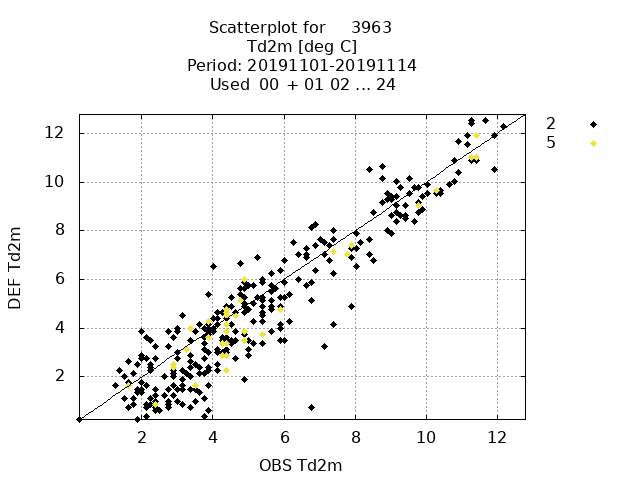 Scatterplot for 3963
Td2m [deg C]
Period: 20191101-20191114
Used 00 + 01 02 ... 24
2
5
12
10
8
6
4
2
DEF Td2m
2 4 6 8 10 12
OBS Td2m